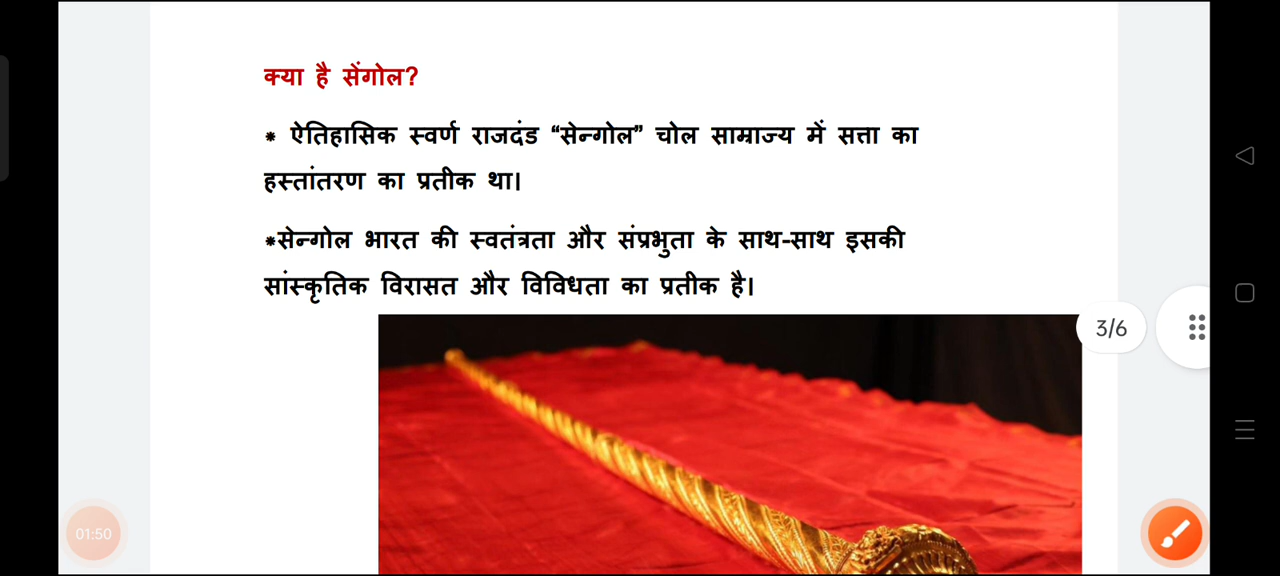 क्या है सेंगोल?
* ऐतिहासिक स्वर्ण राजदंड “सेन्गोल” चोल साम्राज्य में सत्ता का
हस्तांतरण का प्रतीक था।
*सेन्गोल भारत की स्वतंत्रता और संप्रभुता के साथ-साथ इसकी
सांस्कृतिक विरासत और विविधता का प्रतीक है।
3/6
01:50